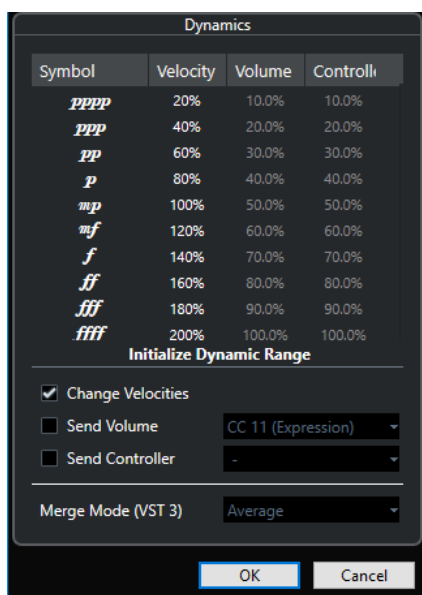 Dynamics
Symbol Velocity Volume Controlle
pppp 20% 10.0% 10.0%
ppp 40% 20.0% 20.0%
pp 60% 30.0% 30.0%
p 80% 40.0% 40.0%
mp 100% 50.0% 50.0%
mf 120% 60.0% 60.0%
f 140% 70.0% 70.0%
ff 160% 80.0% 80.0%
fff 180% 90.0% 90.0%
ffff 200% 100.0% 100.0%
Initialize Dynamic Range
Change Velocities
Send Volume CC 11 (Expression)
Send Controller -
Merge Mode (VST 3) Average
OK Cancel